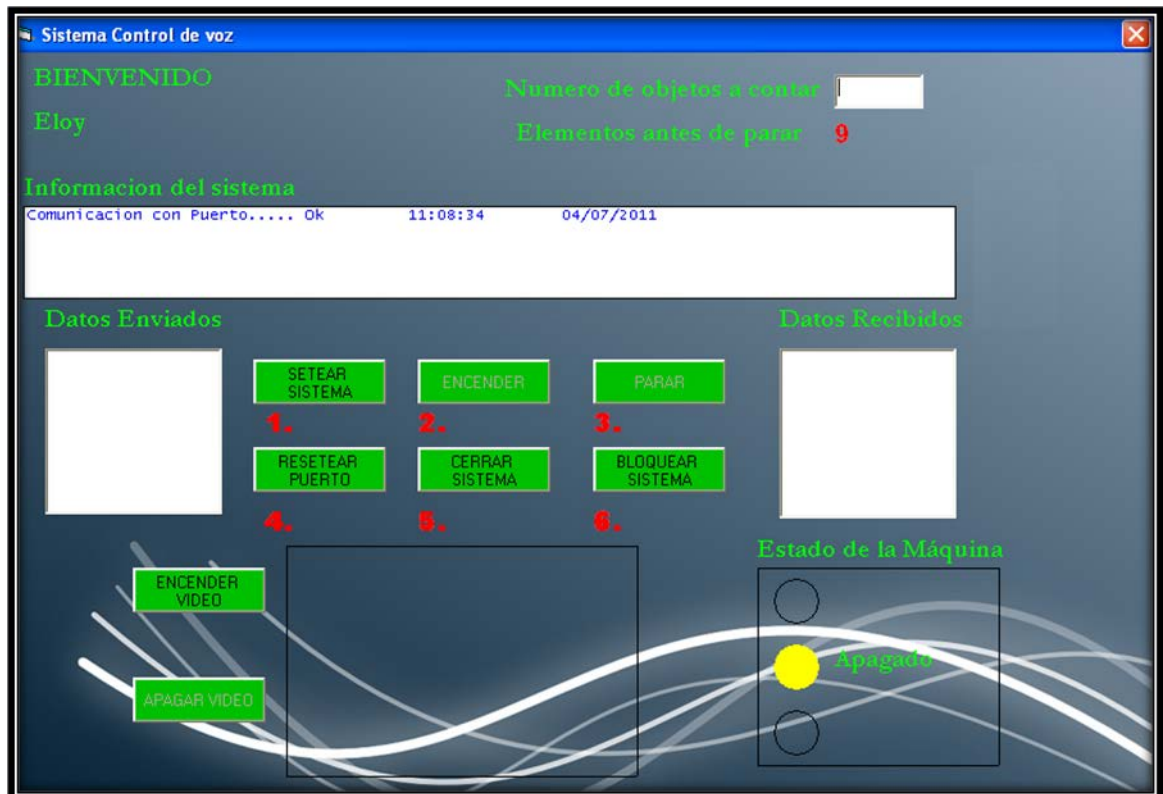 Sistema Control de voz
BIENVENIDO
Eloy
Numero de objetos a contar
Elementos antes de parar 9
Informacion del sistema
Comunicacion con Puerto..... Ok 11:08:34 04/07/2011
Datos Enviados
Datos Recibidos
SETEAR
SISTEMA
ENCENDER
PARAR
1.
2.
3.
RESETEAR
PUERTO
CERRAR
SISTEMA
BLOQUEAR
SISTEMA
4.
5.
6.
Estado de la Máquina
ENCENDER
VIDEO
Apagado
APAGAR VIDEO